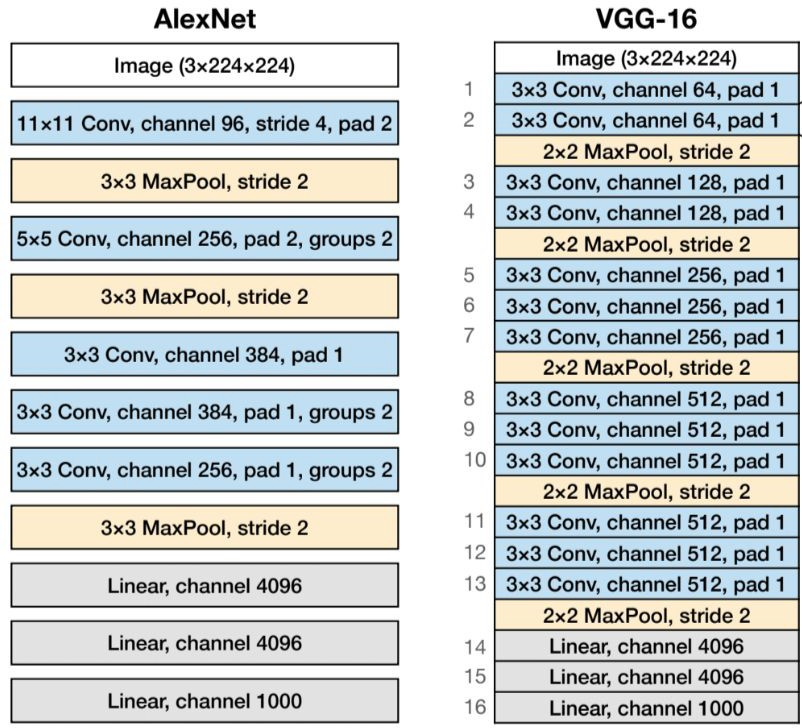 AlexNet
Image (3×224×224)
11×11 Conv, channel 96, stride 4, pad 2
3×3 MaxPool, stride 2
5×5 Conv, channel 256, pad 2, groups 2
3×3 MaxPool, stride 2
3×3 Conv, channel 384, pad 1
3×3 Conv, channel 384, pad 1, groups 2
3×3 Conv, channel 256, pad 1, groups 2
3×3 MaxPool, stride 2
Linear, channel 4096
Linear, channel 4096
Linear, channel 1000
VGG-16
Image (3×224×224)
1 3×3 Conv, channel 64, pad 1
2 3×3 Conv, channel 64, pad 1
2×2 MaxPool, stride 2
3 3×3 Conv, channel 128, pad 1
4 3×3 Conv, channel 128, pad 1
2×2 MaxPool, stride 2
5 3×3 Conv, channel 256, pad 1
6 3×3 Conv, channel 256, pad 1
7 3×3 Conv, channel 256, pad 1
2×2 MaxPool, stride 2
8 3×3 Conv, channel 512, pad 1
9 3×3 Conv, channel 512, pad 1
10 3×3 Conv, channel 512, pad 1
2×2 MaxPool, stride 2
11 3×3 Conv, channel 512, pad 1
12 3×3 Conv, channel 512, pad 1
13 3×3 Conv, channel 512, pad 1
2×2 MaxPool, stride 2
14 Linear, channel 4096
15 Linear, channel 4096
16 Linear, channel 1000